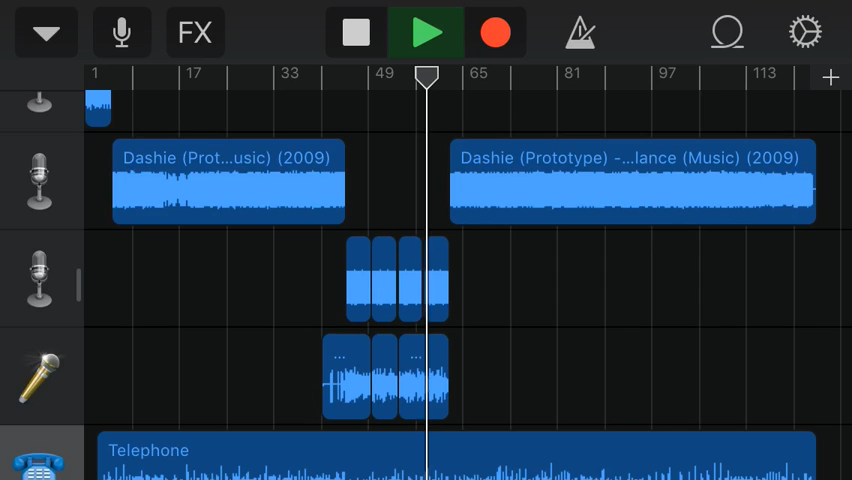 FX
1 17 33 49 65 81 97 113 +
Dashie (Prot...usic) (2009)
Dashie (Prototype) -...lance (Music) (2009)
... ...
Telephone